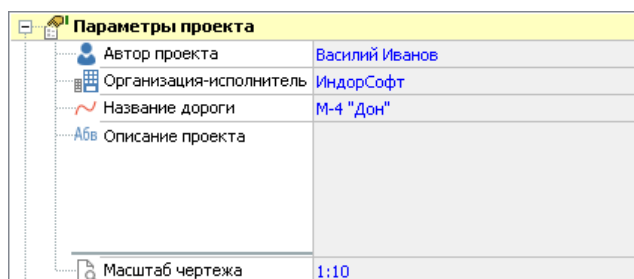 Параметры проекта
Автор проекта Василий Иванов
Организация-исполнитель ИндорСофт
Название дороги М-4 "Дон"
Абв Описание проекта
Масштаб чертежа 1:10